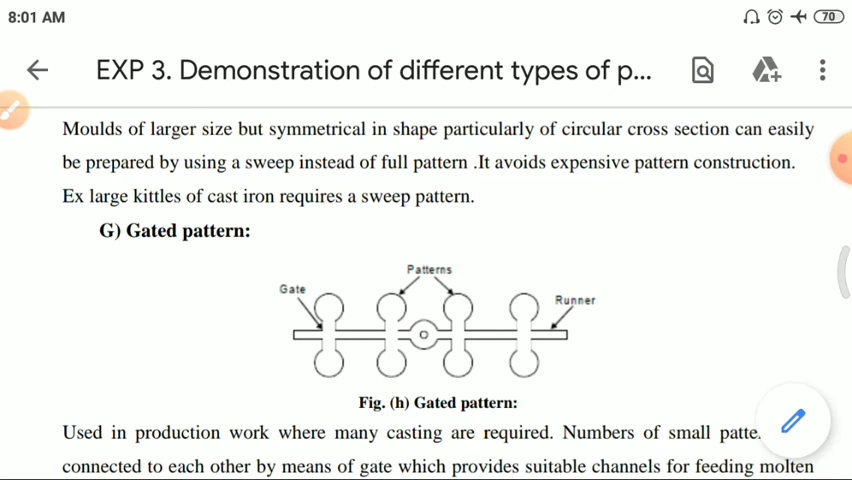 8:01 AM
70
EXP 3. Demonstration of different types of p...
Moulds of larger size but symmetrical in shape particularly of circular cross section can easily
be prepared by using a sweep instead of full pattern .It avoids expensive pattern construction.
Ex large kittles of cast iron requires a sweep pattern.
G) Gated pattern:
Patterns
Gate
Runner
Fig. (h) Gated pattern:
Used in production work where many casting are required. Numbers of small patte
connected to each other by means of gate which provides suitable channels for feeding molten